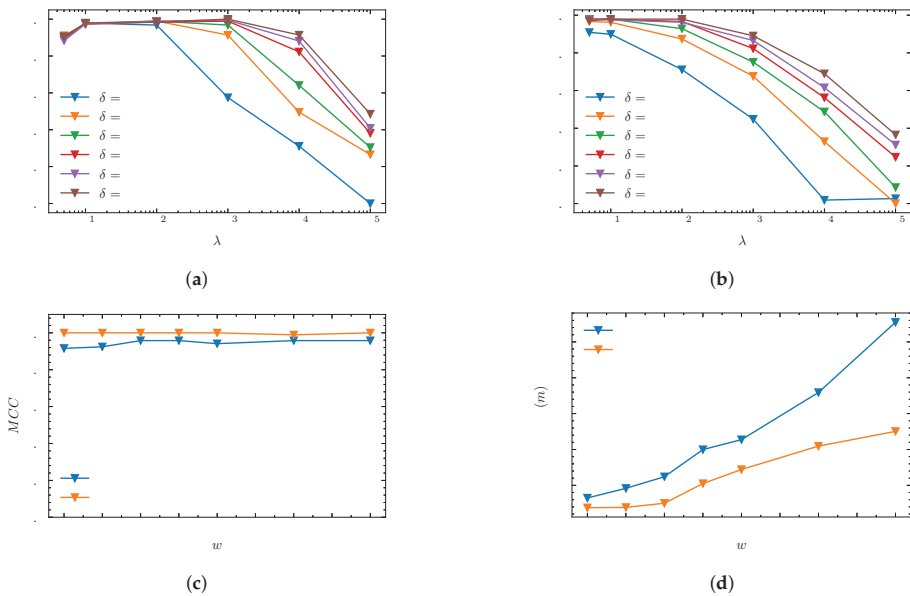 δ =
δ =
δ =
δ =
δ =
δ =
1 2 3 4 5
λ
(a)
δ =
δ =
δ =
δ =
δ =
δ =
1 2 3 4 5
λ
(b)
MCC
w
(c)
(m)
w
(d)